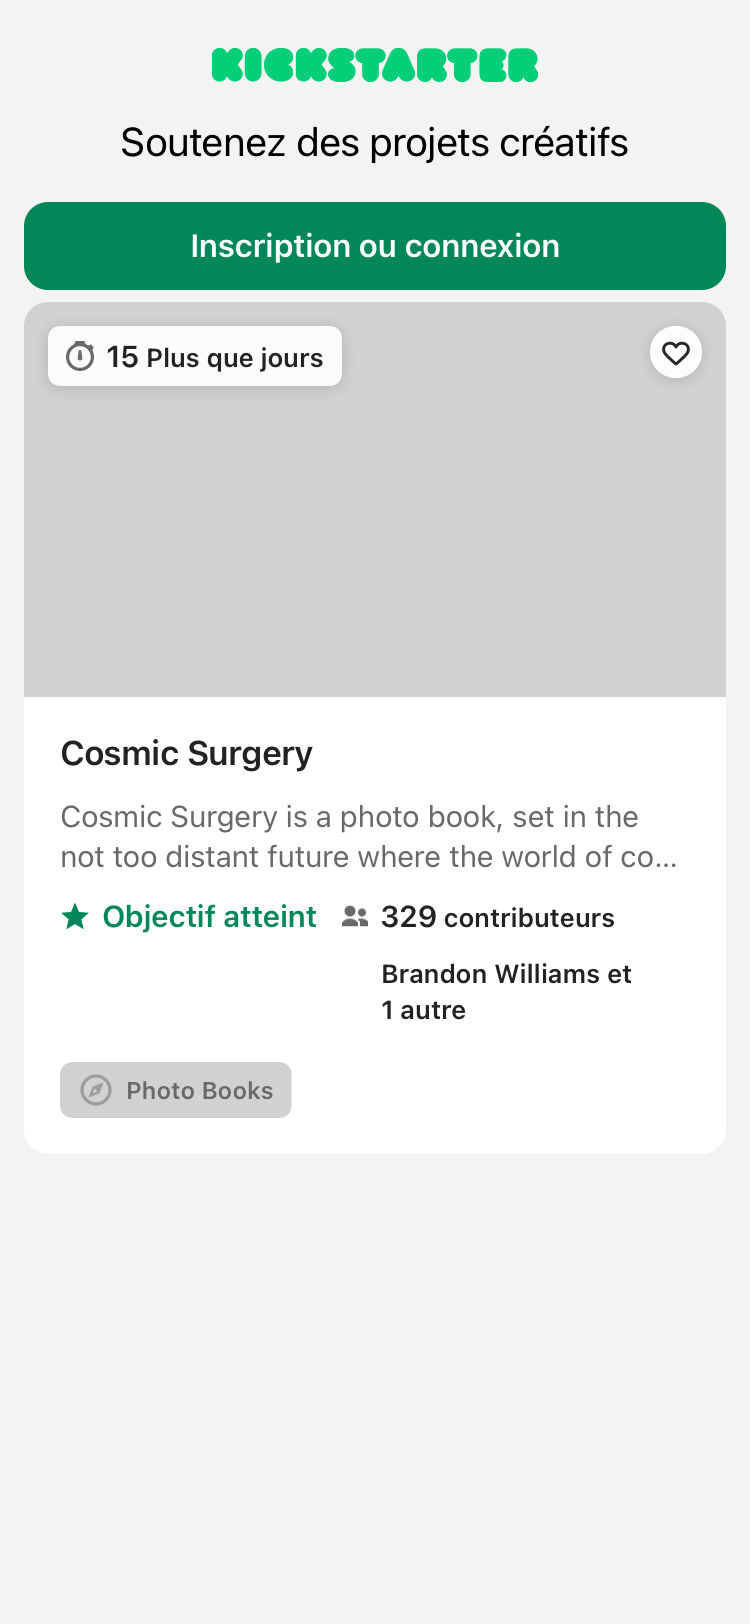 KICKSTARTER
Soutenez des projets créatifs
Inscription ou connexion
15 Plus que jours
Cosmic Surgery
Cosmic Surgery is a photo book, set in the
not too distant future where the world of co...
Objectif atteint
329 contributeurs
Brandon Williams et
1 autre
Photo Books